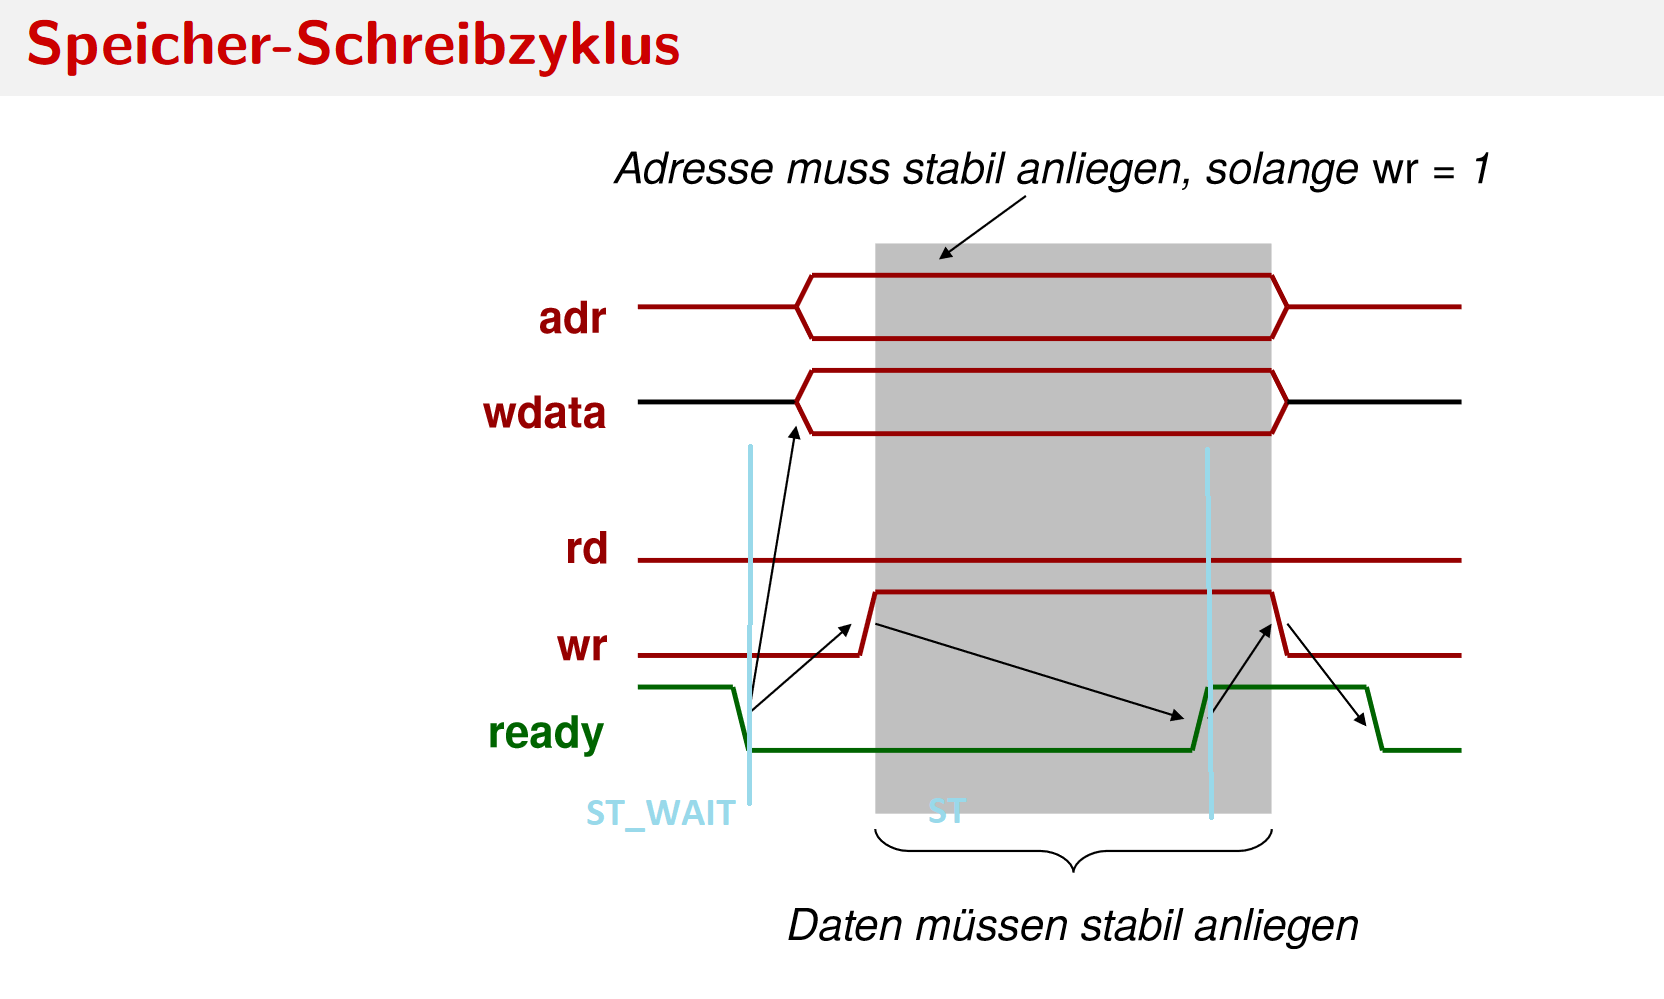 Speicher-Schreibzyklus
Adresse muss stabil anliegen, solange wr = 1
adr
wdata
rd
wr
ready
ST_WAIT
ST
Daten müssen stabil anliegen